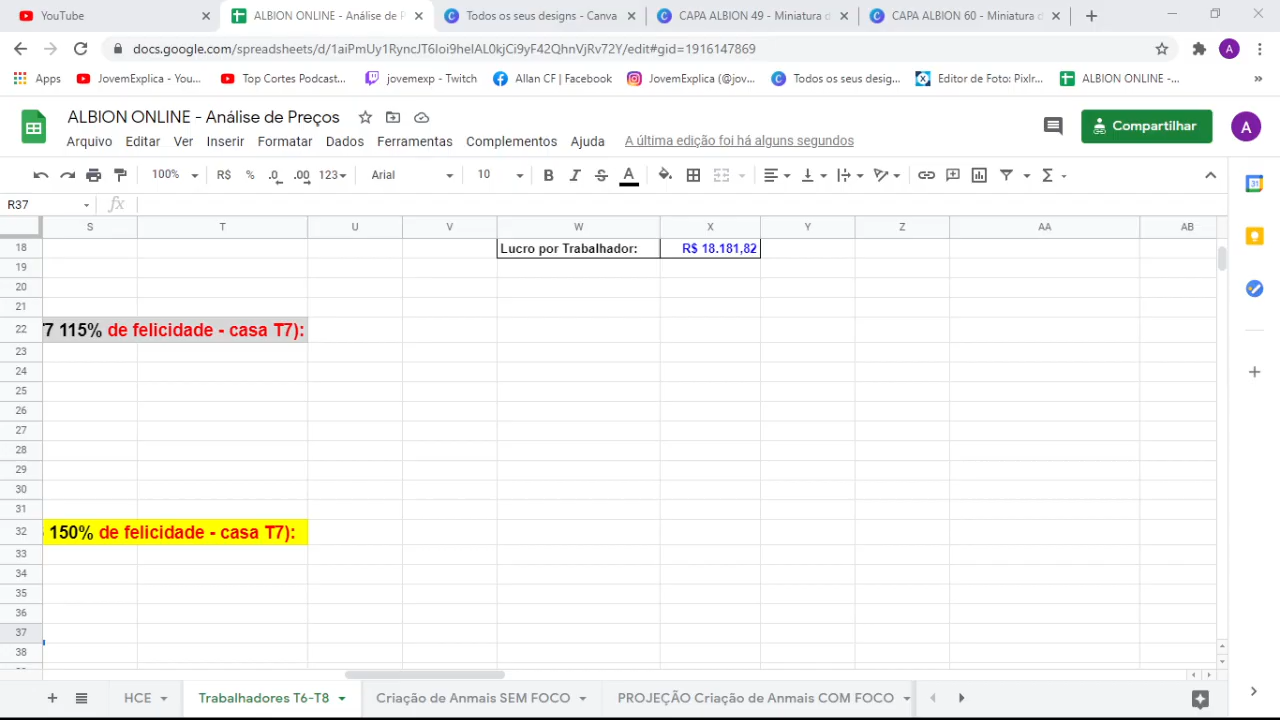 YouTube
ALBION ONLINE - Análise de P
Todos os seus designs - Canva
CAPA ALBION 49 - Miniatura d
CAPA ALBION 60 - Miniatura d
docs.google.com/spreadsheets/d/1aiPmUy1RyncJT6Ioi9heIAL0kjCi9yF42QhnVjRv72Y/edit#gid=1916147869
A
Apps
JovemExplica - You...
Top Cortes Podcast...
jovemexp - Twitch
Allan CF | Facebook
JovemExplica (@jov...
Todos os seus desig...
Editor de Foto: Pixlr...
ALBION ONLINE -...
»
ALBION ONLINE - Análise de Preços
Compartilhar
A
Arquivo Editar Ver Inserir Formatar Dados Ferramentas Complementos Ajuda
A última edição foi há alguns segundos
100% R$ % .0 .00 123 Arial 10 B I S A Σ
31
R37
fx
S T U V W X Y Z AA AB
18 Lucro por Trabalhador: R$ 18.181,82
19
20
21
22 7 115% de felicidade - casa T7):
23
24
25
26
27
28
29
30
31
32 150% de felicidade - casa T7):
33
34
35
36
37
38
HCE
Trabalhadores T6-T8
Criação de Anmais SEM FOCO
PROJEÇÃO Criação de Anmais COM FOCO